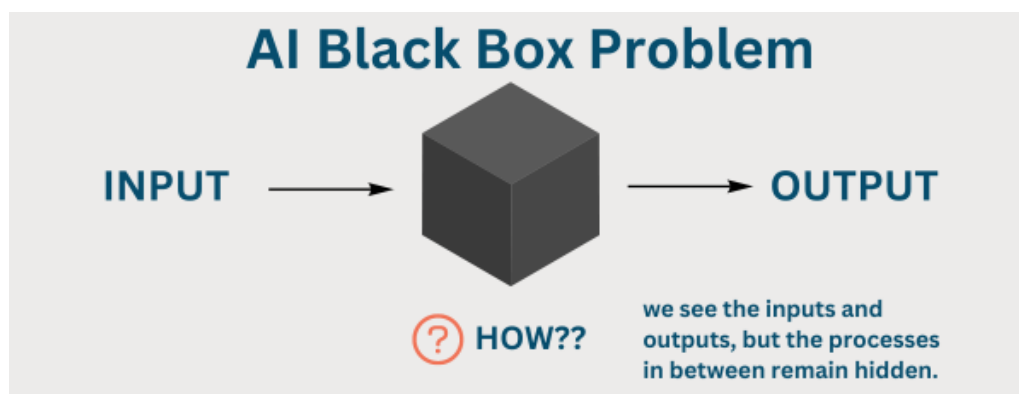 AI Black Box Problem
INPUT
OUTPUT
? HOW??
we see the inputs and
outputs, but the processes
in between remain hidden.